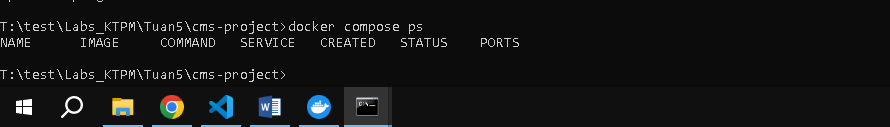 T:\test\Labs_KTPM\Tuan5\cms-project>docker compose ps
NAME IMAGE COMMAND SERVICE CREATED STATUS PORTS
T:\test\Labs_KTPM\Tuan5\cms-project>